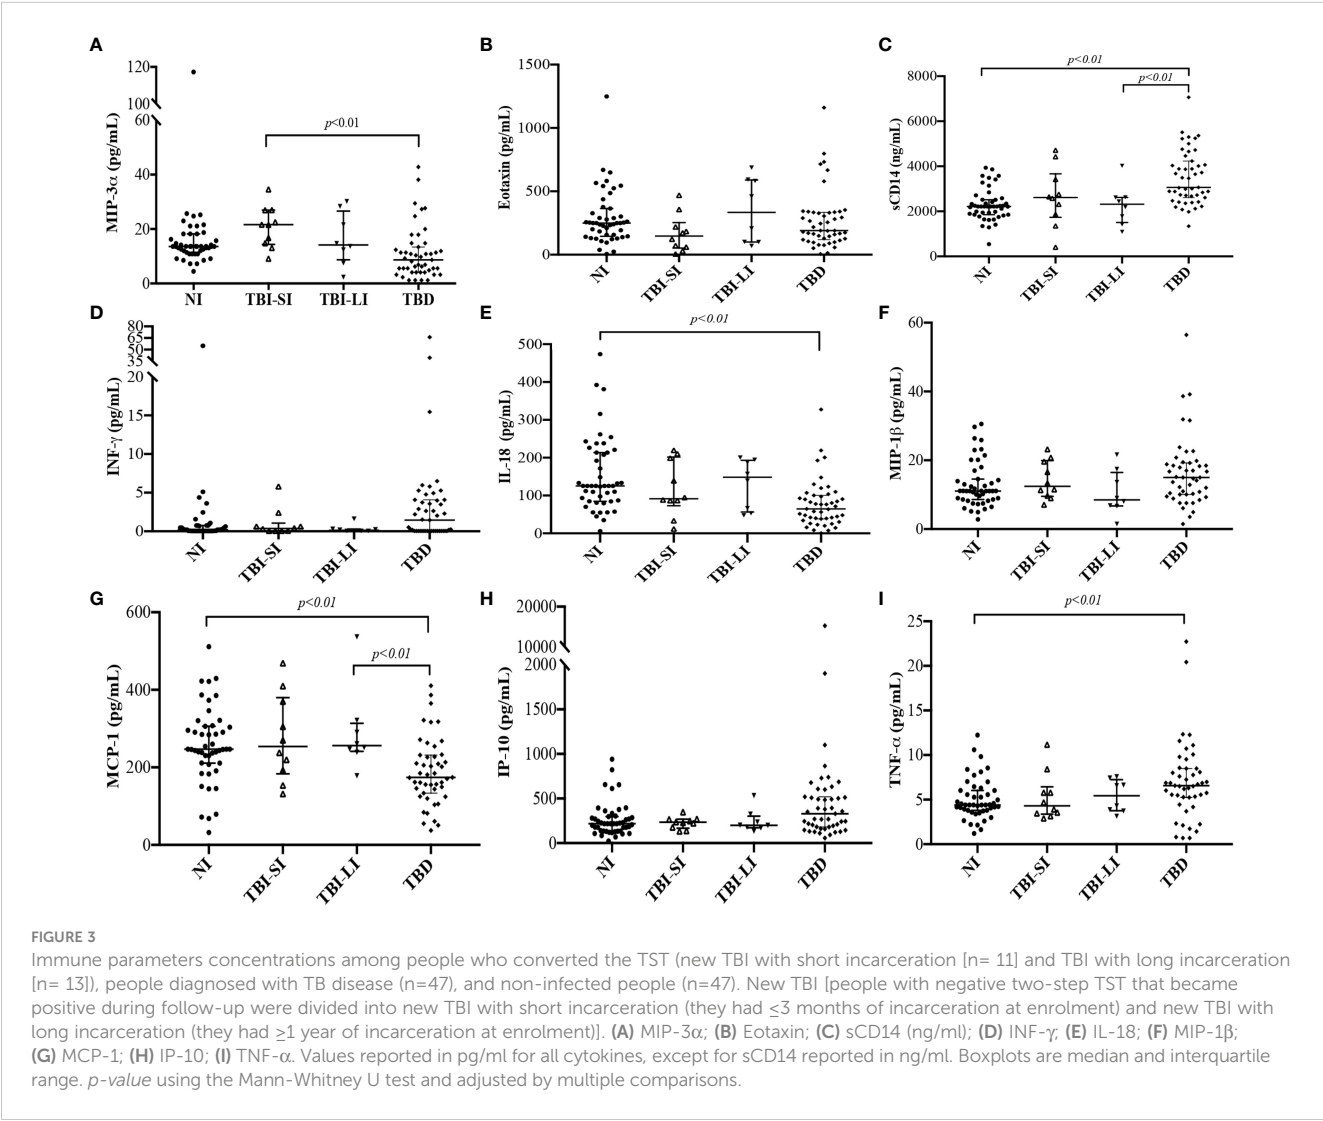 A
MIP-3α (pg/mL)
120
100
60
40
20
0
p<0.01
NI TBI-SI TBI-LI TBD
B
Eotaxin (pg/mL)
1500
1000
500
0
NI TBI-SI TBI-LI TBD
C
sCD14 (ng/mL)
8000
6000
4000
2000
0
p<0.01
p<0.01
NI TBI-SI TBI-LI TBD
D
INF-γ (pg/mL)
80
65
50
35
20
15
10
5
0
NI TBI-SI TBI-LI TBD
E
IL-18 (pg/mL)
500
400
300
200
100
0
p<0.01
NI TBI-SI TBI-LI TBD
F
MIP-1β (pg/mL)
60
40
20
0
NI TBI-SI TBI-LI TBD
G
MCP-1 (pg/mL)
600
400
200
0
p<0.01
p<0.01
NI TBI-SI TBI-LI TBD
H
IP-10 (pg/mL)
20000
10000
2000
1500
1000
500
0
NI TBI-SI TBI-LI TBD
I
TNF-α (pg/mL)
25
20
15
10
5
0
p<0.01
NI TBI-SI TBI-LI TBD
FIGURE 3
Immune parameters concentrations among people who converted the TST (new TBI with short incarceration [n= 11] and TBI with long incarceration
[n= 13]), people diagnosed with TB disease (n=47), and non-infected people (n=47). New TBI [people with negative two-step TST that became
positive during follow-up were divided into new TBI with short incarceration (they had ≤3 months of incarceration at enrolment) and new TBI with
long incarceration (they had ≥1 year of incarceration at enrolment)]. (A) MIP-3α; (B) Eotaxin; (C) sCD14 (ng/ml); (D) INF-γ; (E) IL-18; (F) MIP-1β;
(G) MCP-1; (H) IP-10; (I) TNF-α. Values reported in pg/ml for all cytokines, except for sCD14 reported in ng/ml. Boxplots are median and interquartile
range. p-value using the Mann-Whitney U test and adjusted by multiple comparisons.